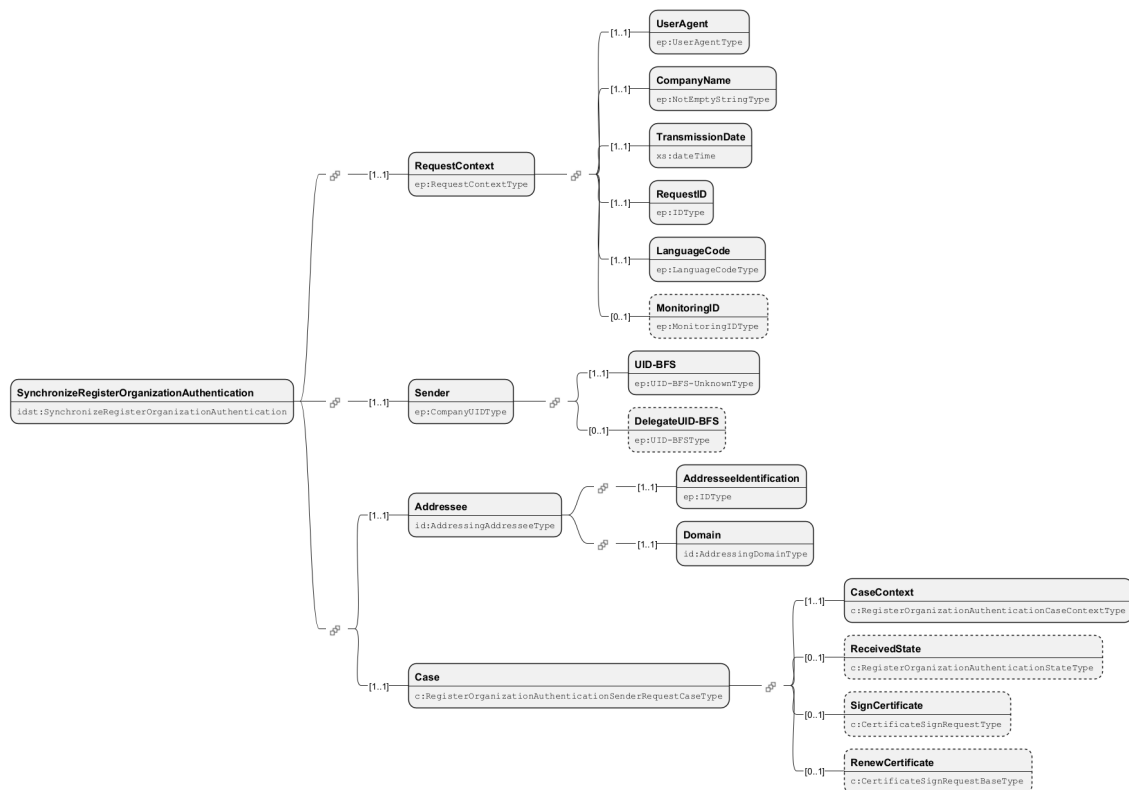 UserAgent
[1..1]
ep:UserAgentType
CompanyName
[1..1]
ep:NotEmptyStringType
TransmissionDate
[1..1]
xs:dateTime
RequestContext
[1..1]
ep:RequestContextType
RequestID
[1..1]
ep:IDType
LanguageCode
[1..1]
ep:LanguageCodeType
MonitoringID
[0..1]
ep:MonitoringIDType
SynchronizeRegisterOrganizationAuthentication
idst:SynchronizeRegisterOrganizationAuthentication
Sender
[1..1]
ep:CompanyUIDType
UID-BFS
[1..1]
ep:UID-BFS-UnknownType
DelegateUID-BFS
[0..1]
ep:UID-BFSType
Addressee
[1..1]
id:AddressingAddresseeType
AddresseeIdentification
[1..1]
ep:IDType
Domain
[1..1]
id:AddressingDomainType
Case
[1..1]
c:RegisterOrganizationAuthenticationSenderRequestCaseType
CaseContext
[1..1]
c:RegisterOrganizationAuthenticationCaseContextType
ReceivedState
[0..1]
c:RegisterOrganizationAuthenticationStateType
SignCertificate
[0..1]
c:CertificateSignRequestType
RenewCertificate
[0..1]
c:CertificateSignRequestBaseType